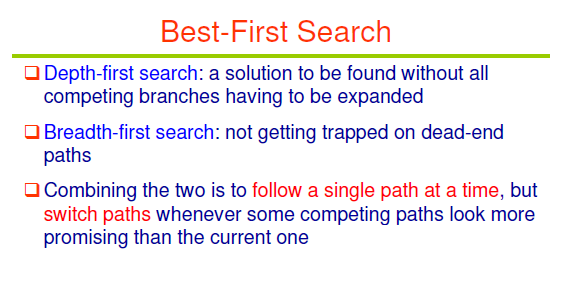 Best-First Search
❑ Depth-first search: a solution to be found without all
competing branches having to be expanded
❑ Breadth-first search: not getting trapped on dead-end
paths
❑ Combining the two is to follow a single path at a time, but
switch paths whenever some competing paths look more
promising than the current one